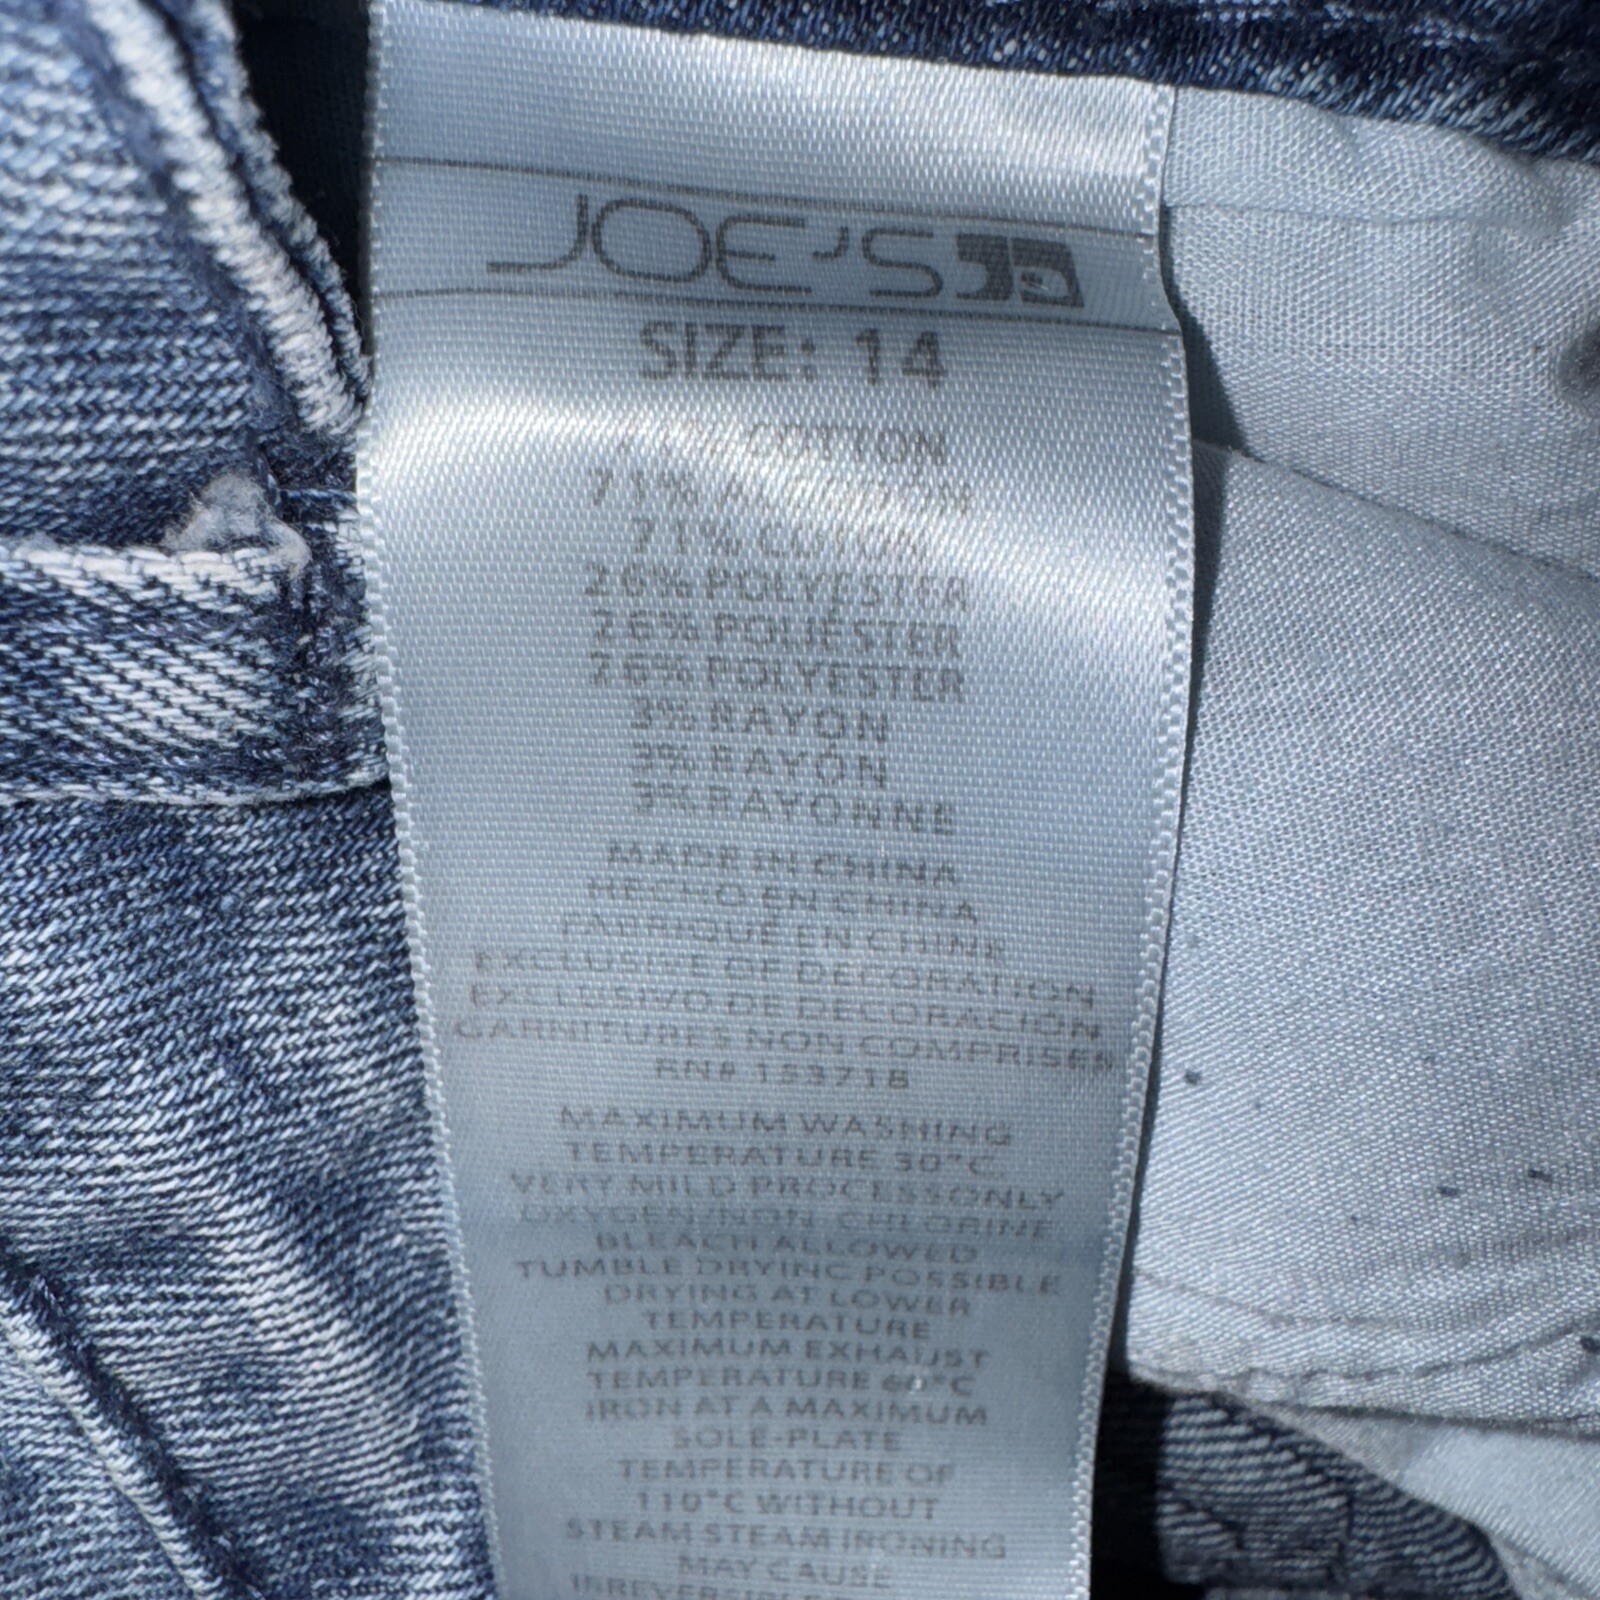 JOE'S
SIZE: 14
71% COTTON
71% ALGODÓN
71% COTON
26% POLYESTER
26% POLIÉSTER
26% POLYESTER
3% RAYON
3% RAYÓN
3% RAYONNE
MADE IN CHINA
HECHO EN CHINA
FABRIQUÉ EN CHINE
EXCLUSIVE OF DECORATION
EXCLUSIVO DE DECORACIÓN
GARNITURES NON COMPRISES
RN# 153718
MAXIMUM WASHING
TEMPERATURE 30°C
VERY MILD PROCESSONLY
OXYGEN/NON CHLORINE
BLEACH ALLOWED
TUMBLE DRYING POSSIBLE
DRYING AT LOWER
TEMPERATURE
MAXIMUM EXHAUST
TEMPERATURE 60°C
IRON AT A MAXIMUM
SOLE-PLATE
TEMPERATURE OF
110°C WITHOUT
STEAM STEAM IRONING
MAY CAUSE